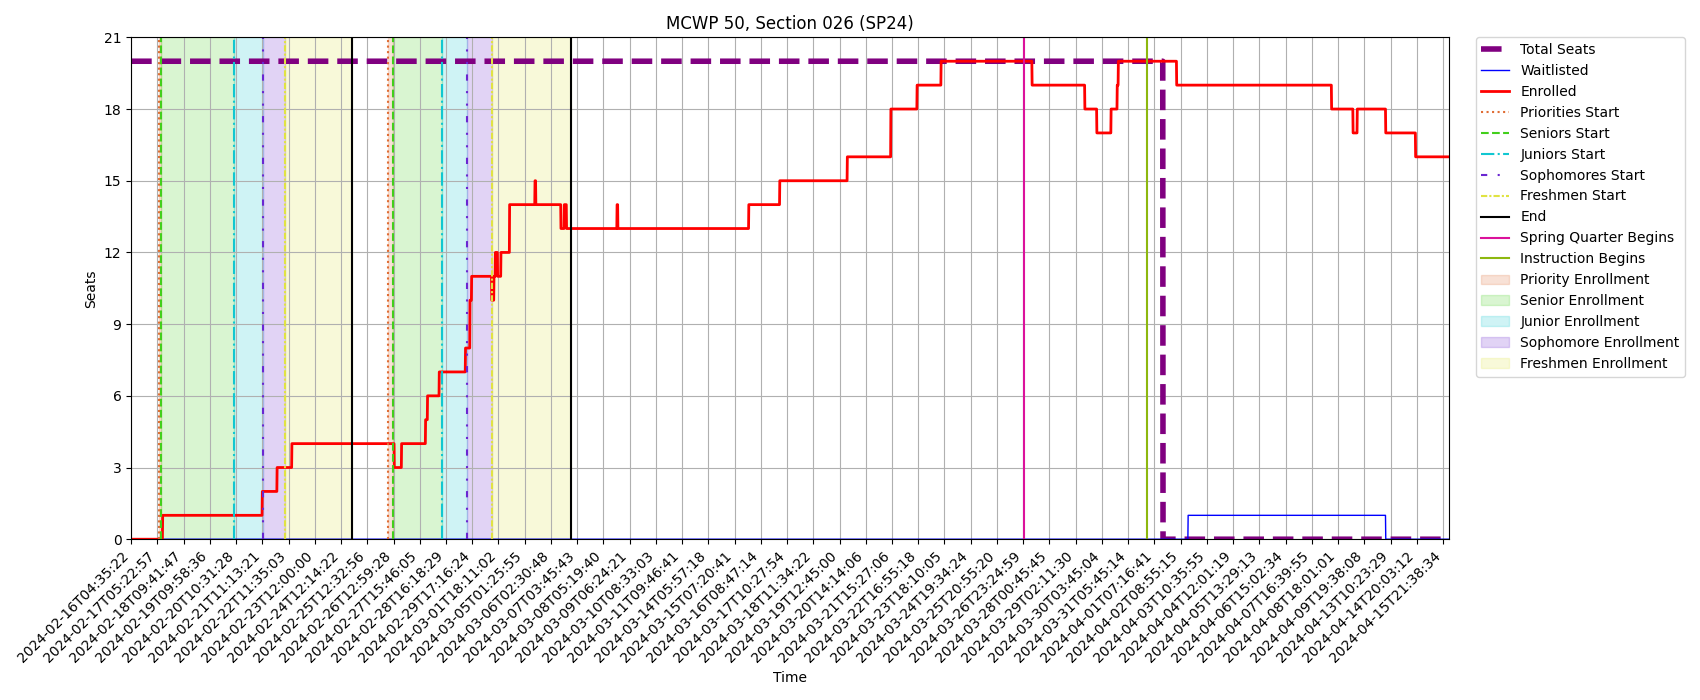 MCWP 50, Section 026 (SP24)
Seats
21
18
15
12
9
6
3
0
2024-02-16T04:35:22
2024-02-17T05:22:57
2024-02-18T09:41:47
2024-02-19T09:58:36
2024-02-20T10:31:28
2024-02-21T11:13:21
2024-02-22T11:35:03
2024-02-23T12:00:00
2024-02-24T12:14:22
2024-02-25T12:32:56
2024-02-26T12:59:28
2024-02-27T15:46:05
2024-02-28T16:18:29
2024-02-29T17:16:24
2024-03-01T18:11:02
2024-03-05T01:25:55
2024-03-06T02:30:48
2024-03-07T03:45:43
2024-03-08T05:19:40
2024-03-09T06:24:21
2024-03-10T08:33:03
2024-03-11T09:46:41
2024-03-14T05:57:18
2024-03-15T07:20:41
2024-03-16T08:47:14
2024-03-17T10:27:54
2024-03-18T11:34:22
2024-03-19T12:45:00
2024-03-20T14:14:06
2024-03-21T15:27:06
2024-03-22T16:55:18
2024-03-23T18:10:05
2024-03-24T19:34:24
2024-03-25T20:55:20
2024-03-26T23:24:59
2024-03-28T00:45:45
2024-03-29T02:11:30
2024-03-30T03:45:04
2024-03-31T05:45:14
2024-04-01T07:16:41
2024-04-02T08:55:15
2024-04-03T10:35:55
2024-04-04T12:01:19
2024-04-05T13:29:13
2024-04-06T15:02:34
2024-04-07T16:39:55
2024-04-08T18:01:01
2024-04-09T19:38:08
2024-04-13T10:23:29
2024-04-14T20:03:12
2024-04-15T21:38:34
Time
Total Seats
Waitlisted
Enrolled
Priorities Start
Seniors Start
Juniors Start
Sophomores Start
Freshmen Start
End
Spring Quarter Begins
Instruction Begins
Priority Enrollment
Senior Enrollment
Junior Enrollment
Sophomore Enrollment
Freshmen Enrollment